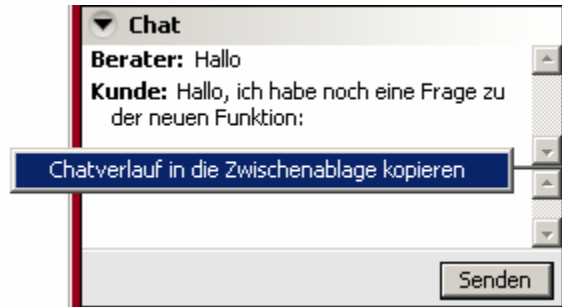 Chat
Berater: Hallo
Kunde: Hallo, ich habe noch eine Frage zu
der neuen Funktion:
Chatverlauf in die Zwischenablage kopieren
Senden